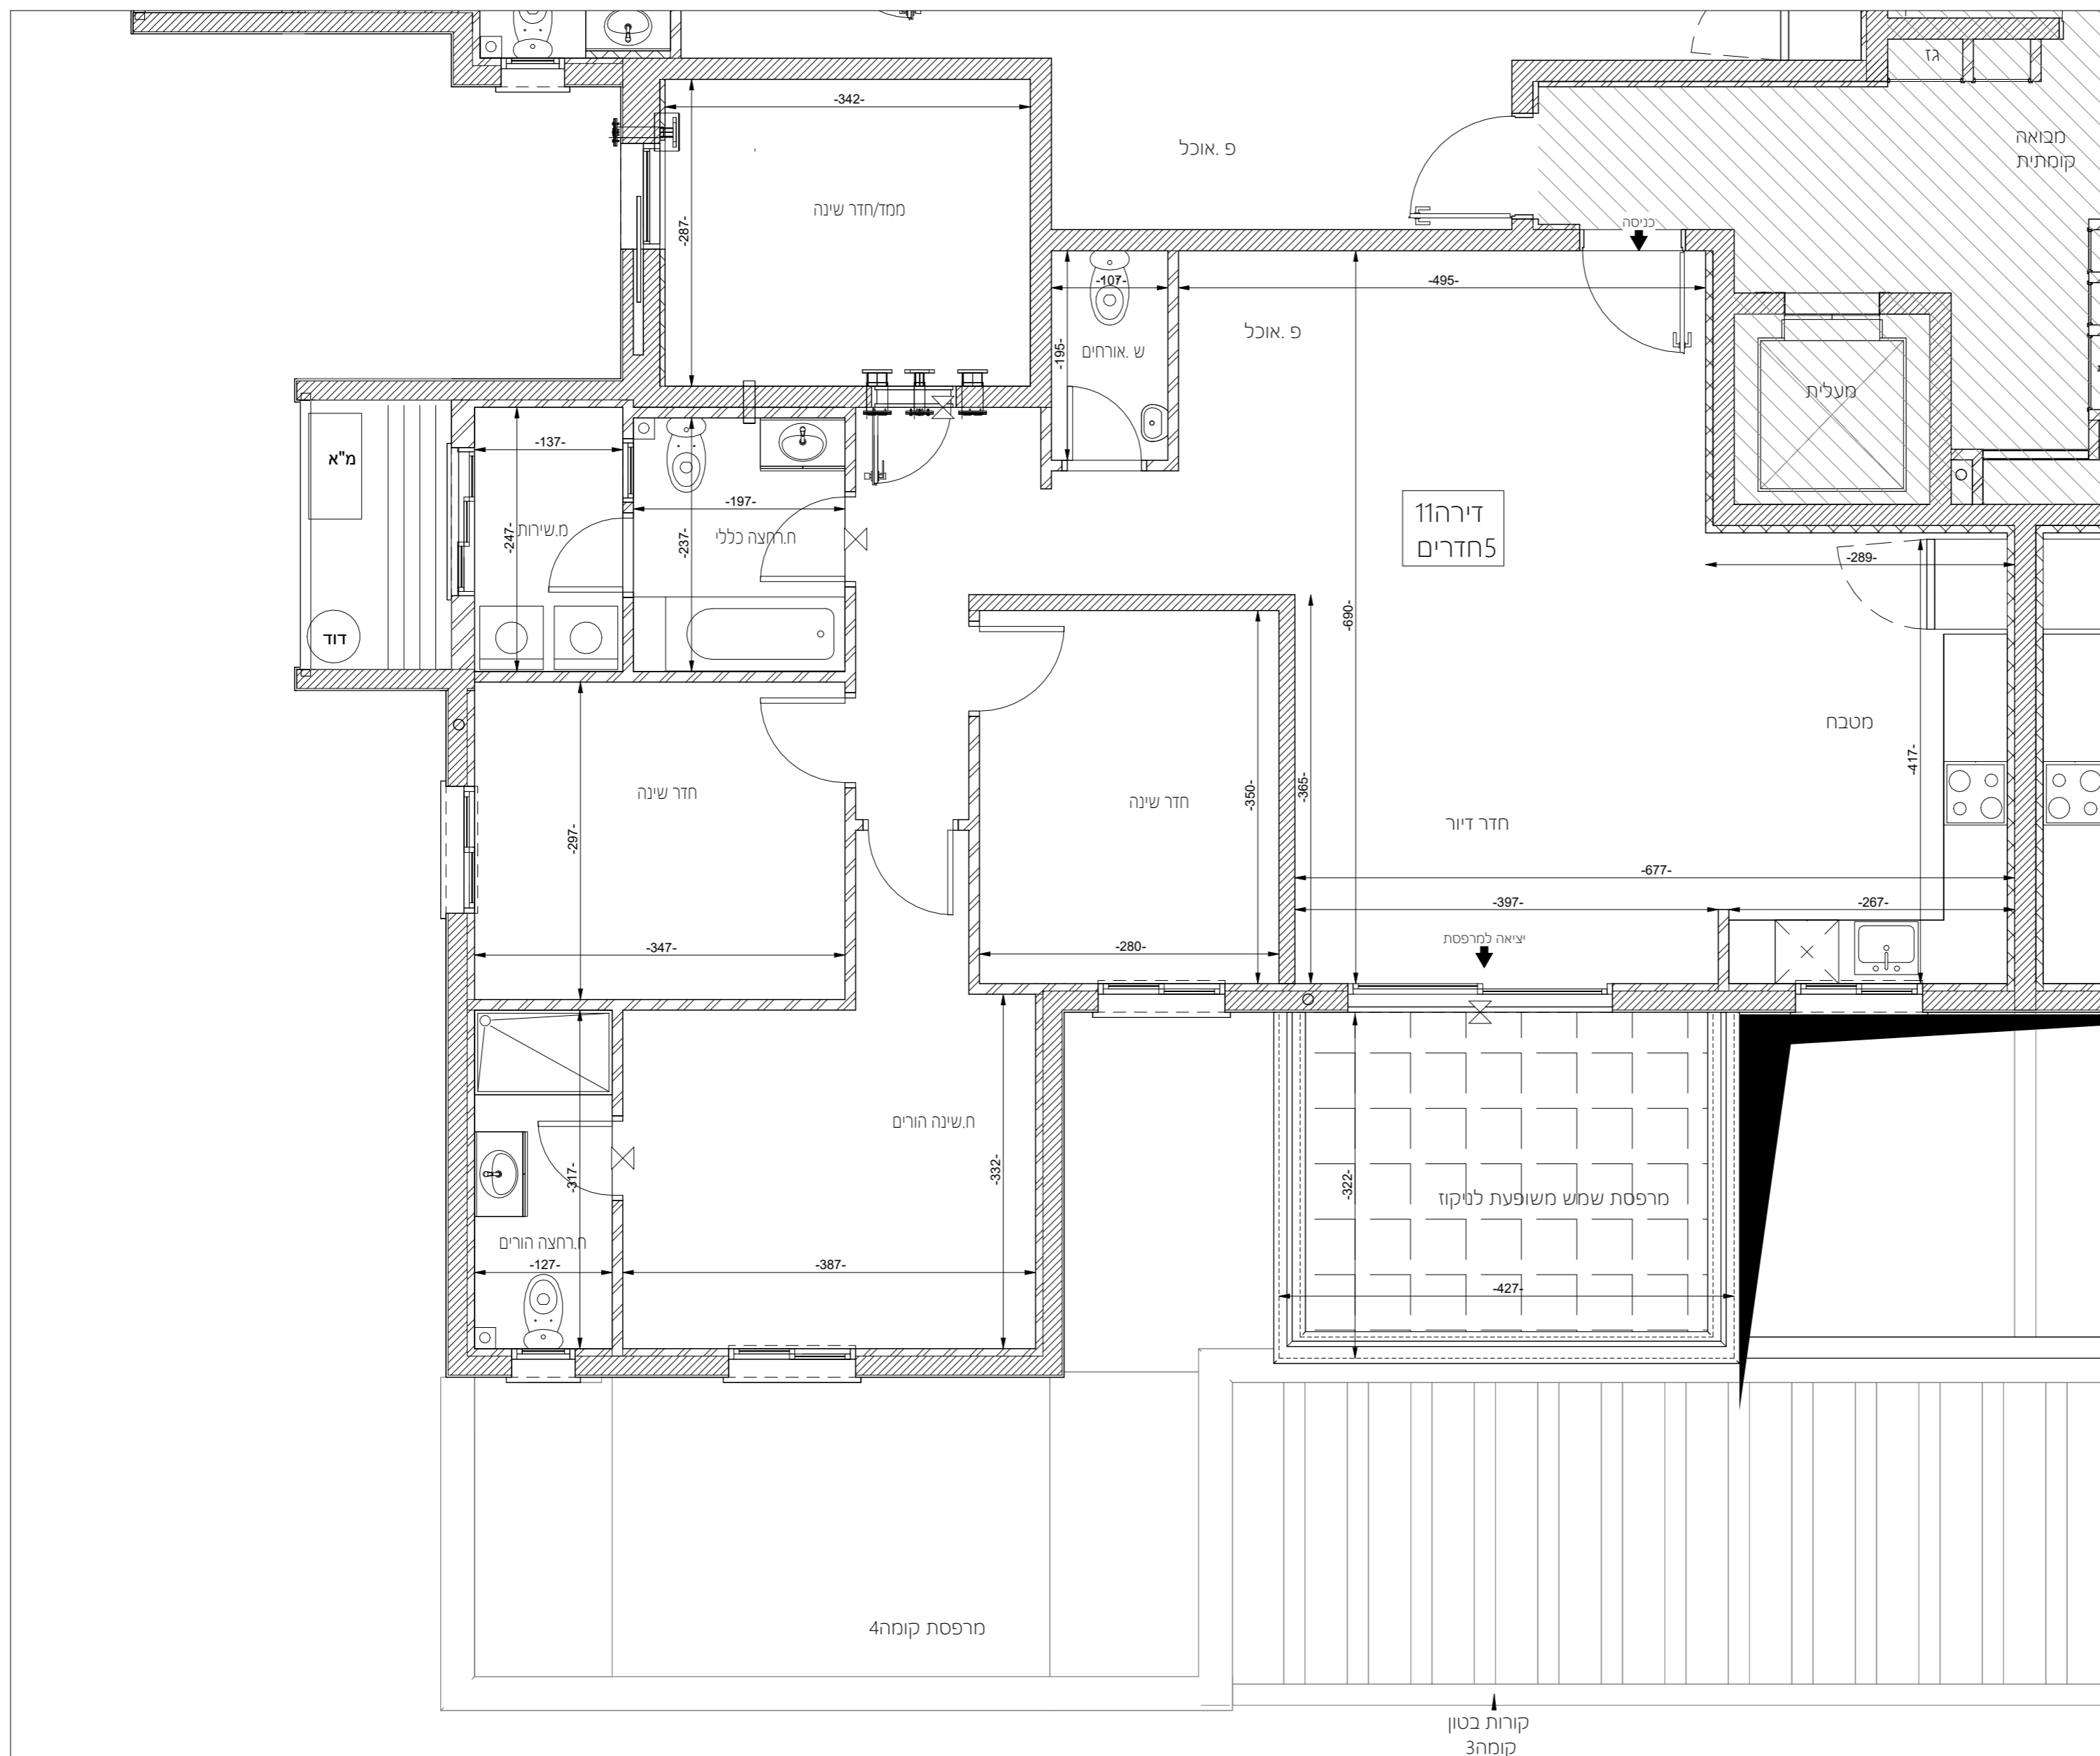 גז
מבואה
קומתית
-342-
פ .אוכל
ממד/חדר שינה
-287-
כניסה
-107-
-495-
פ .אוכל
ש .אורחים
-195-
מעלית
מ"א
-137-
-197-
ח.רחצה כללי
מ.שירות
-247-
-237-
דירה11
5חדרים
-289-
-690-
דוד
מטבח
-417-
חדר שינה
-297-
חדר שינה
-350-
-365-
חדר דיור
-677-
-397-
-267-
יציאה למרפסת
-347-
-280-
ח.שינה הורים
-317-
-332-
-322-
מרפסת שמש משופעת לניקוז
ח.רחצה הורים
-127-
-387-
-427-
מרפסת קומה4
קורות בטון
קומה3